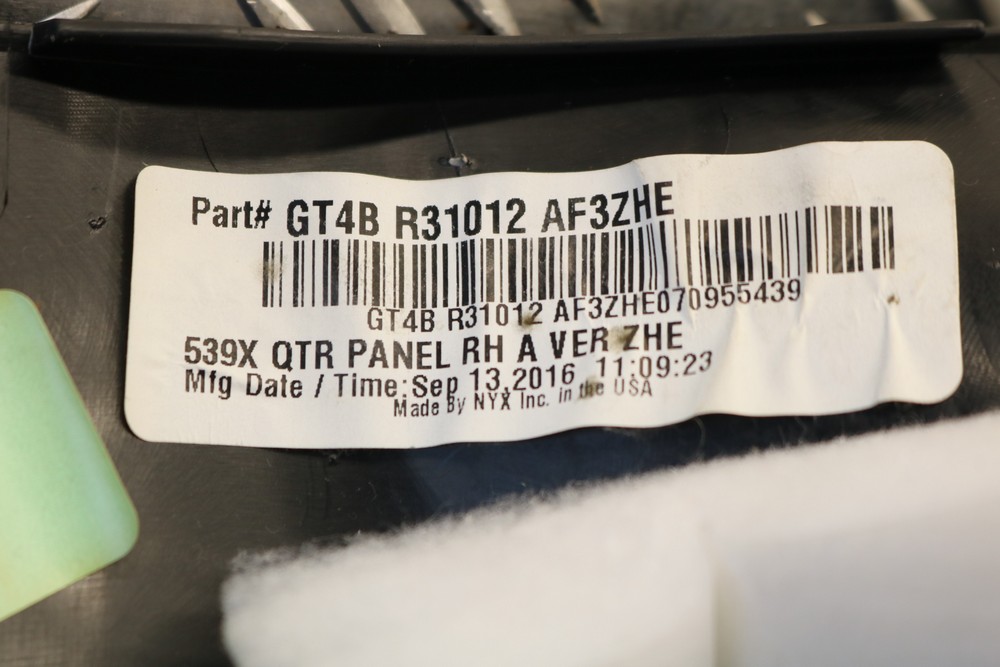 Part# GT4B R31012 AF3ZHE
GT4B R31012 AF3ZHE070955439
539X QTR PANEL RH A VER ZHE
Mfg Date / Time:Sep 13,2016 11:09:23
Made By NYX Inc. in the USA